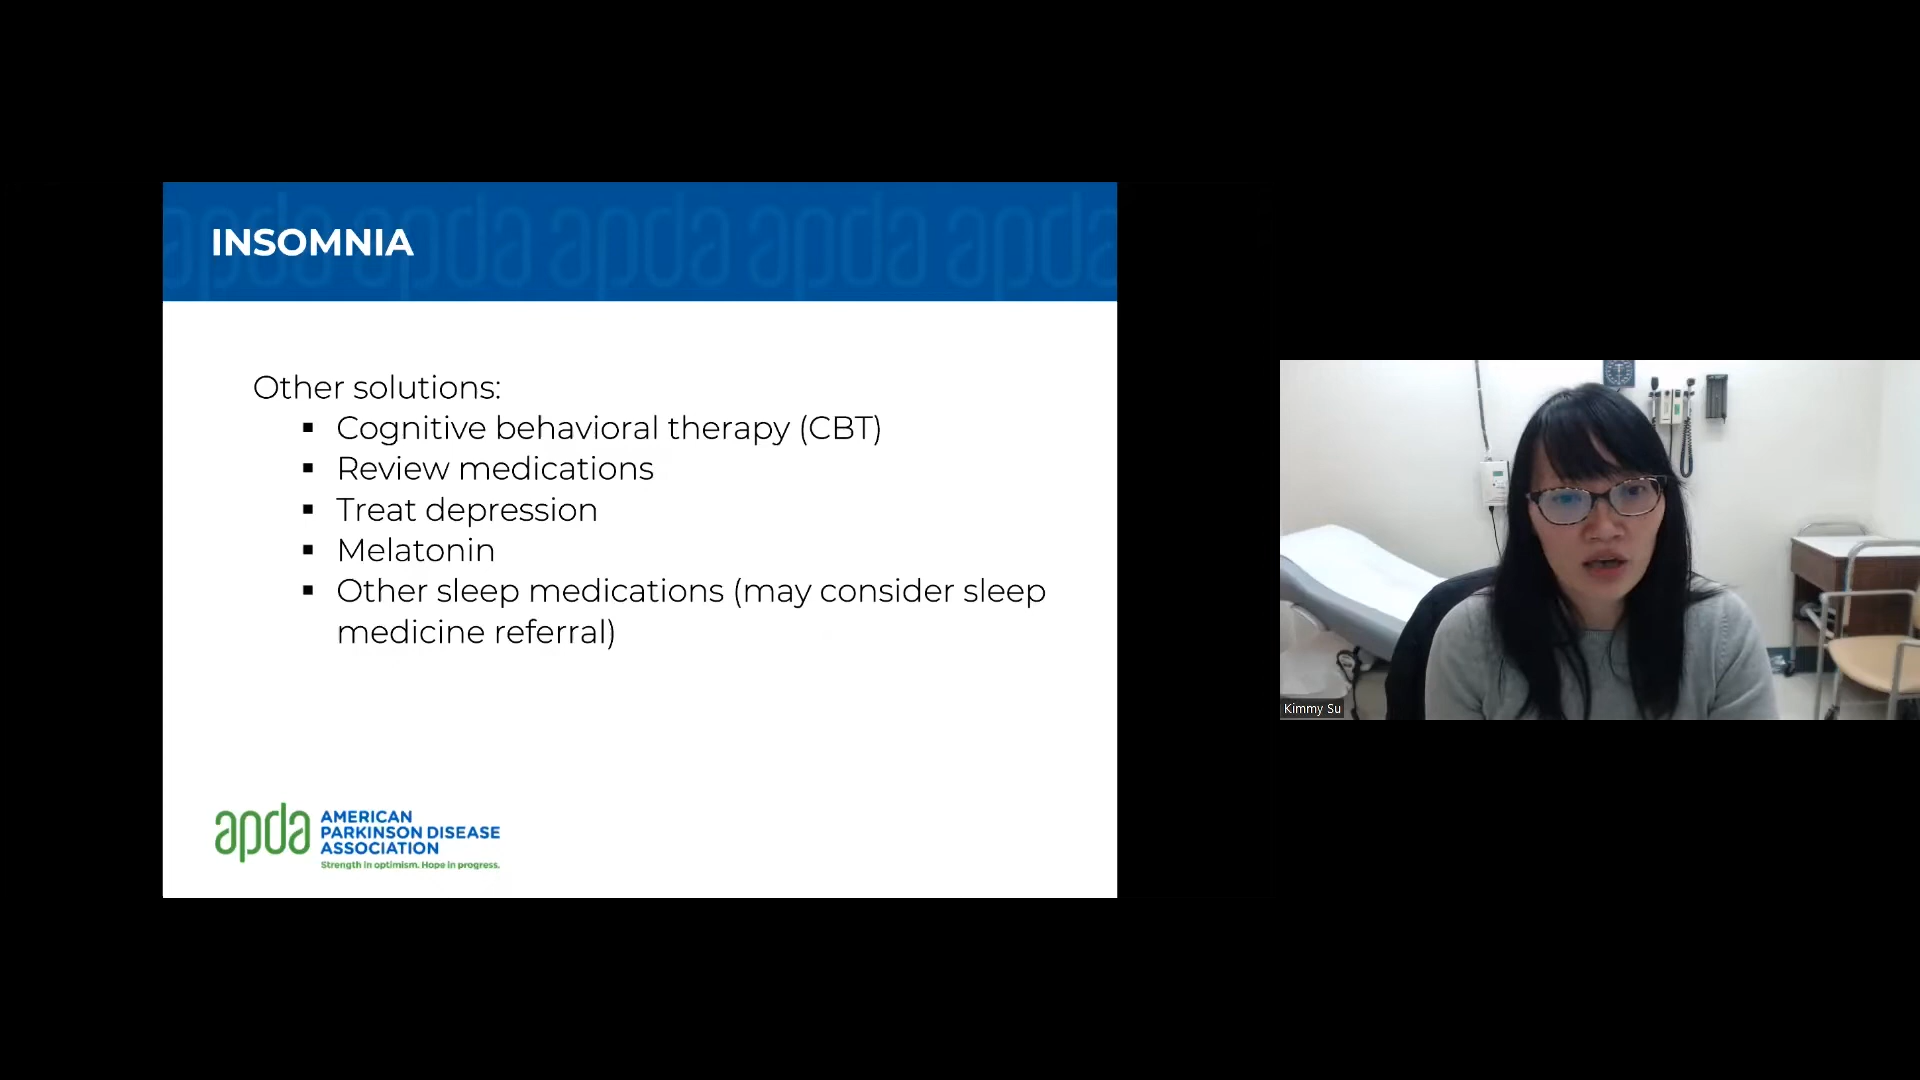 INSOMNIA
Other solutions:
▪ Cognitive behavioral therapy (CBT)
▪ Review medications
▪ Treat depression
▪ Melatonin
▪ Other sleep medications (may consider sleep
medicine referral)
apda
AMERICAN
PARKINSON DISEASE
ASSOCIATION
Strength in optimism. Hope in progress.
Kimmy Su